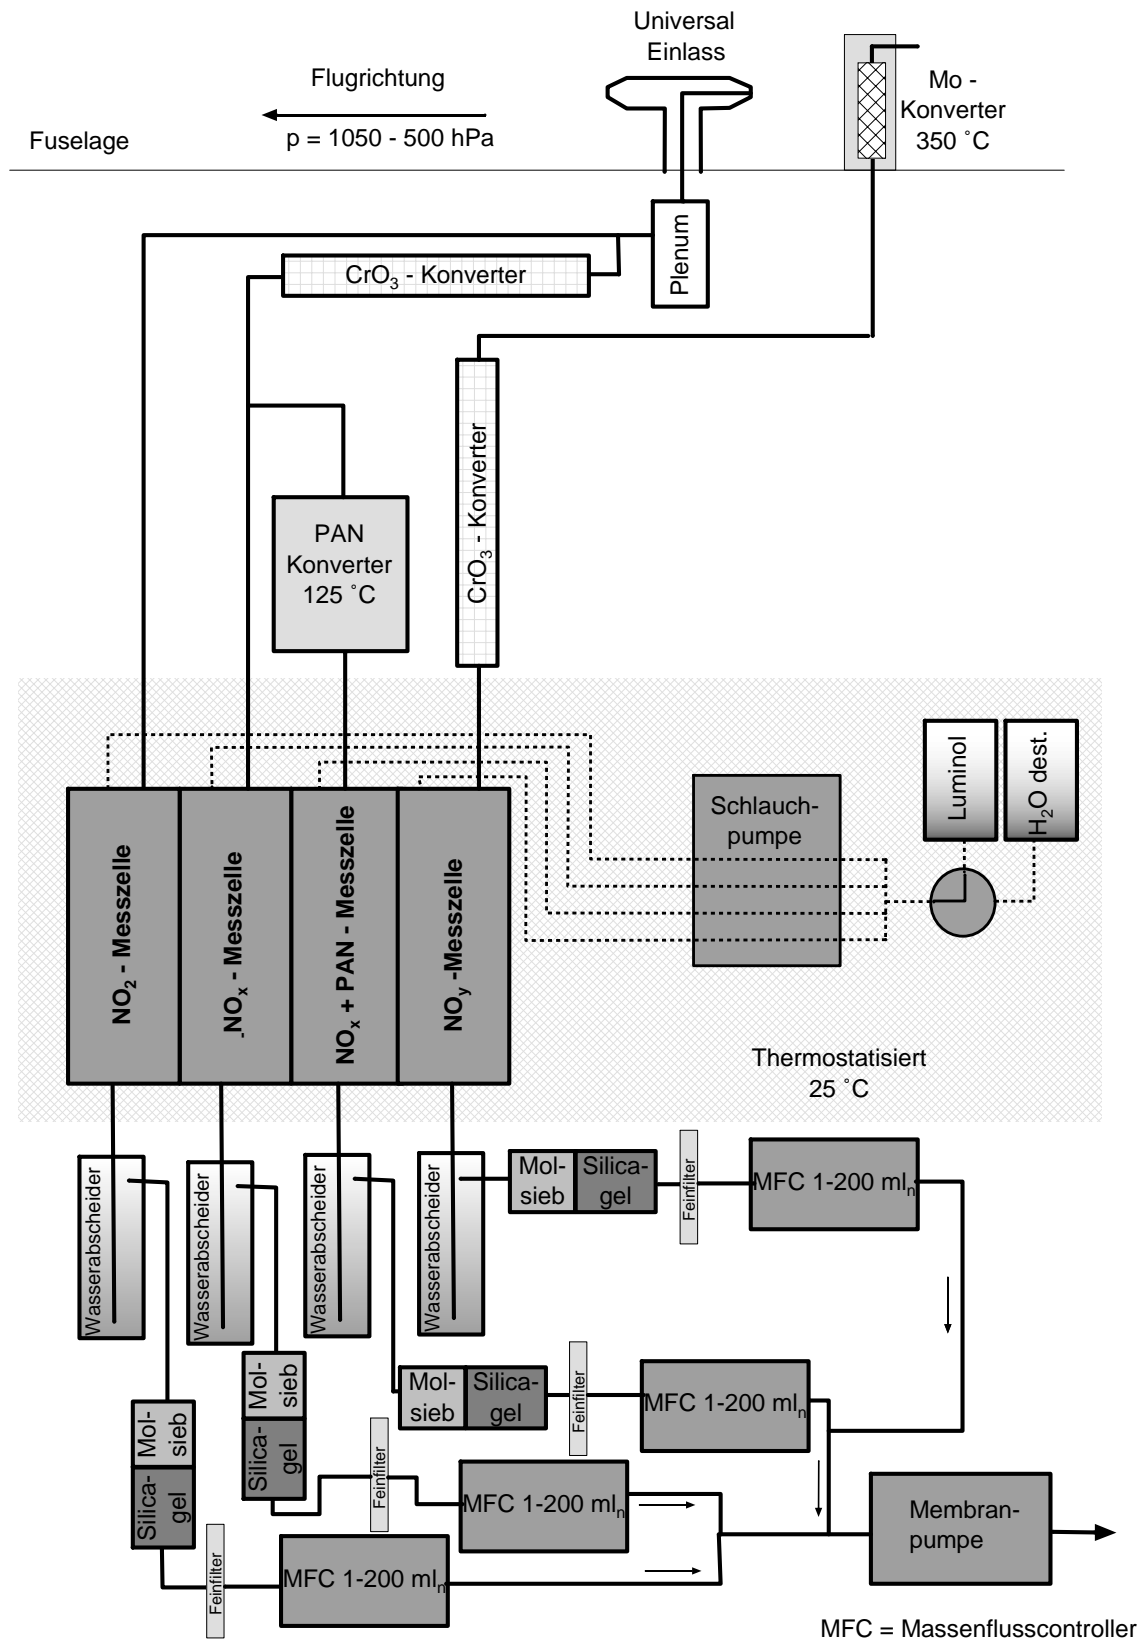 Universal
Einlass
Flugrichtung
p = 1050 - 500 hPa
Fuselage
Mo -
Konverter
350 ˚C
Plenum
CrO₃ - Konverter
CrO₃ - Konverter
PAN
Konverter
125 ˚C
Luminol
H₂O dest.
Schlauch-
pumpe
NO₂ - Messzelle
NOₓ - Messzelle
NOₓ + PAN - Messzelle
NOy -Messzelle
Thermostatisiert
25 ˚C
Wasserabscheider
Wasserabscheider
Wasserabscheider
Wasserabscheider
Mol-
sieb
Silica-
gel
Feinfilter
MFC 1-200 mlₙ
Mol-
sieb
Silica-
gel
Feinfilter
MFC 1-200 mlₙ
Mol-
sieb
Silica-
gel
Feinfilter
MFC 1-200 mlₙ
Mol-
sieb
Silica-
gel
Feinfilter
MFC 1-200 mlₙ
Membran-
pumpe
MFC = Massenflusscontroller